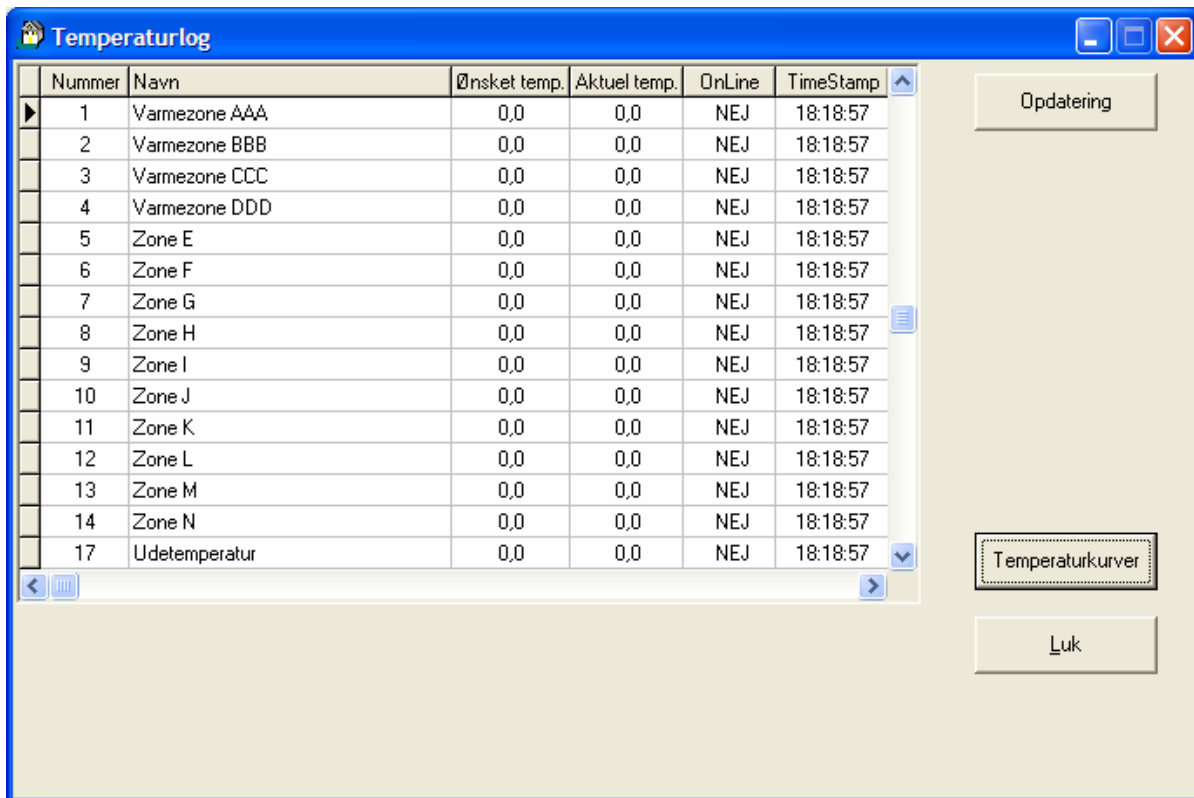 Temperaturlog
Nummer Navn Ønsket temp. Aktuel temp. OnLine TimeStamp
1 Varmezone AAA 0,0 0,0 NEJ 18:18:57
2 Varmezone BBB 0,0 0,0 NEJ 18:18:57
3 Varmezone CCC 0,0 0,0 NEJ 18:18:57
4 Varmezone DDD 0,0 0,0 NEJ 18:18:57
5 Zone E 0,0 0,0 NEJ 18:18:57
6 Zone F 0,0 0,0 NEJ 18:18:57
7 Zone G 0,0 0,0 NEJ 18:18:57
8 Zone H 0,0 0,0 NEJ 18:18:57
9 Zone I 0,0 0,0 NEJ 18:18:57
10 Zone J 0,0 0,0 NEJ 18:18:57
11 Zone K 0,0 0,0 NEJ 18:18:57
12 Zone L 0,0 0,0 NEJ 18:18:57
13 Zone M 0,0 0,0 NEJ 18:18:57
14 Zone N 0,0 0,0 NEJ 18:18:57
17 Udetemperatur 0,0 0,0 NEJ 18:18:57
Opdatering
Temperaturkurver
Luk